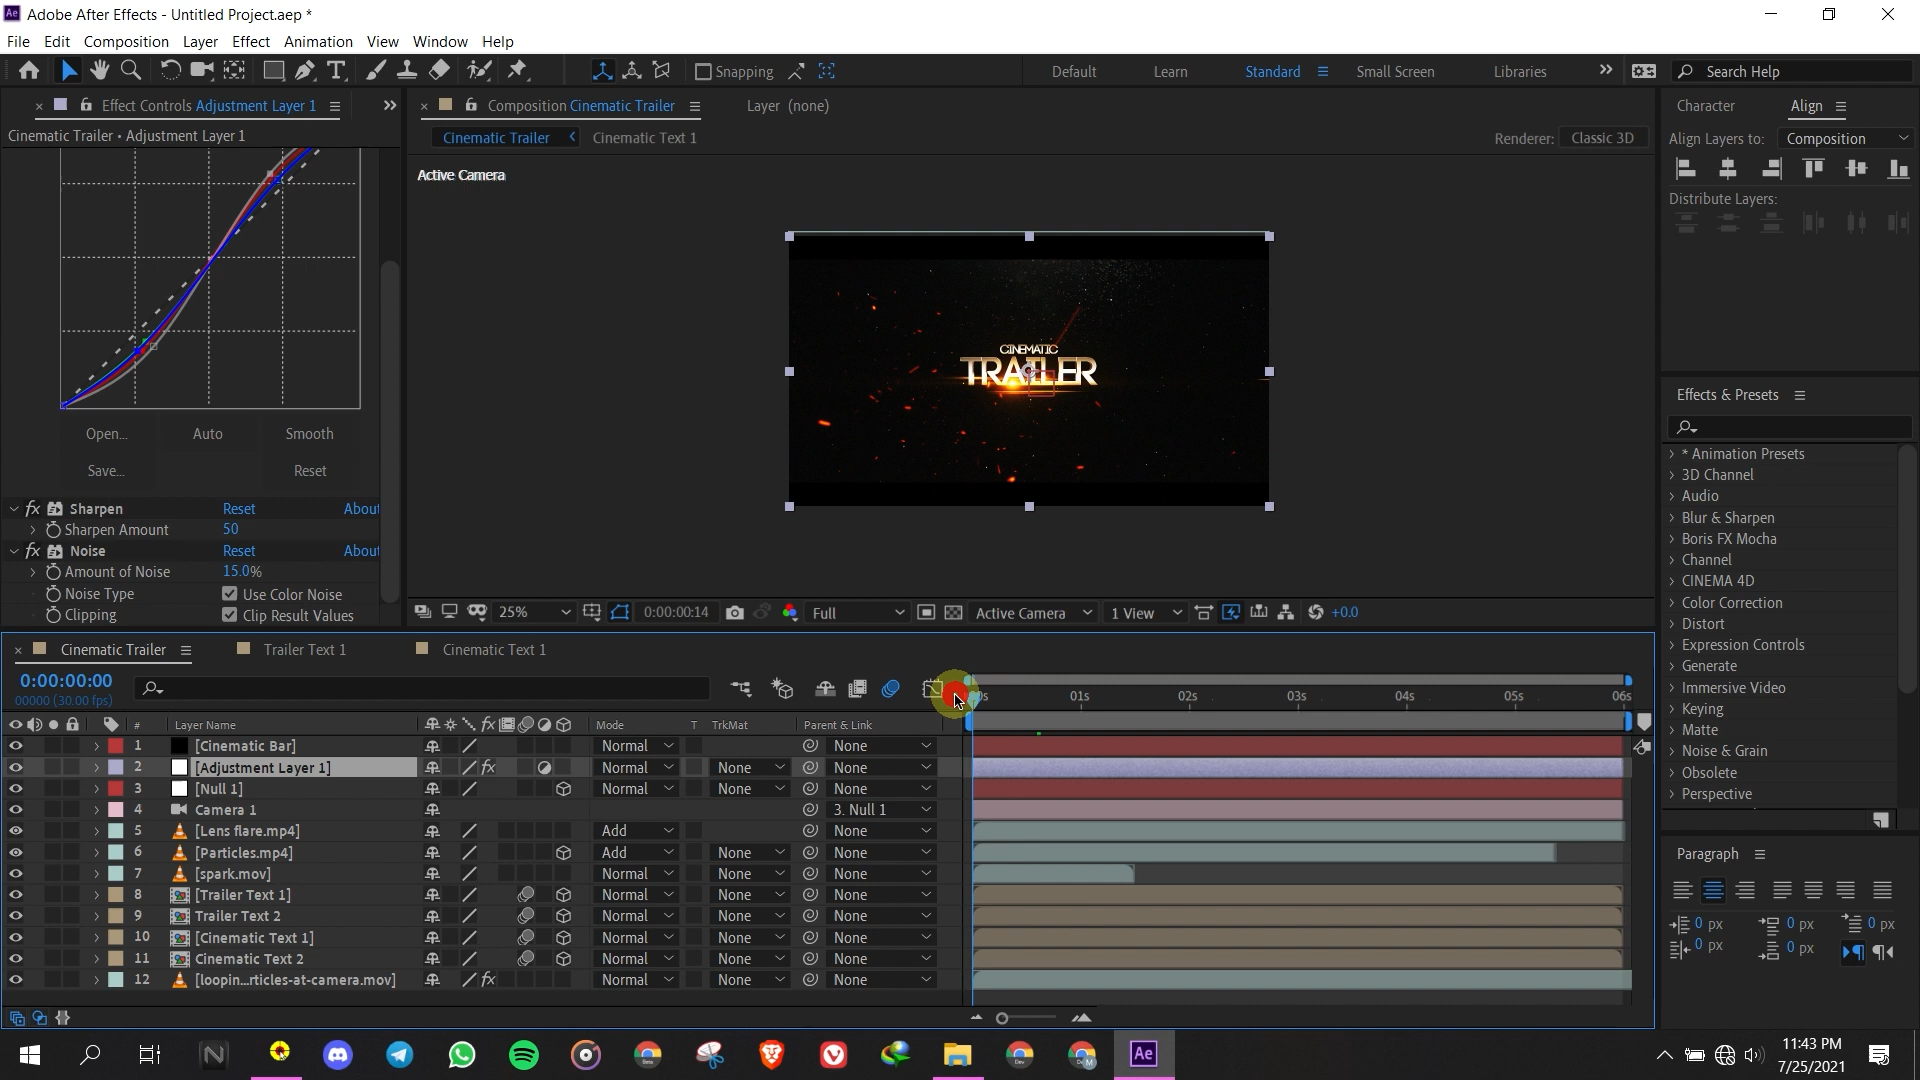 Adobe After Effects - Untitled Project.aep *
File Edit Composition Layer Effect Animation View Window Help
Snapping
Default Learn Standard Small Screen Libraries
Search Help
Effect Controls Adjustment Layer 1
Composition Cinematic Trailer
Layer (none)
Character Align
Cinematic Trailer • Adjustment Layer 1
Cinematic Trailer Cinematic Text 1
Renderer: Classic 3D
Align Layers to: Composition
Active Camera
Distribute Layers:
CINEMATIC
TRAILER
Effects & Presets
Open... Auto Smooth
Save... Reset
* Animation Presets
3D Channel
Audio
Blur & Sharpen
Boris FX Mocha
Channel
CINEMA 4D
Color Correction
Distort
Expression Controls
Generate
Immersive Video
Keying
Matte
Noise & Grain
Obsolete
Perspective
fx Sharpen Reset About
Sharpen Amount 50
fx Noise Reset About
Amount of Noise 15.0%
Noise Type Use Color Noise
Clipping Clip Result Values
25% 0:00:00:14 Full Active Camera 1 View +0.0
Cinematic Trailer Trailer Text 1 Cinematic Text 1
0:00:00:00
00000 (30.00 fps)
0s 01s 02s 03s 04s 05s 06s
# Layer Name fx Mode T TrkMat Parent & Link
1 [Cinematic Bar] Normal None
2 [Adjustment Layer 1] fx Normal None None
3 [Null 1] Normal None None
4 Camera 1 3. Null 1
5 [Lens flare.mp4] Add None
6 [Particles.mp4] Add None None
7 [spark.mov] Normal None None
8 [Trailer Text 1] Normal None None
9 Trailer Text 2 Normal None None
10 [Cinematic Text 1] Normal None None
11 Cinematic Text 2 Normal None None
12 [loopin...rticles-at-camera.mov] fx Normal None None
Paragraph
0 px 0 px 0 px
0 px 0 px
11:43 PM
7/25/2021